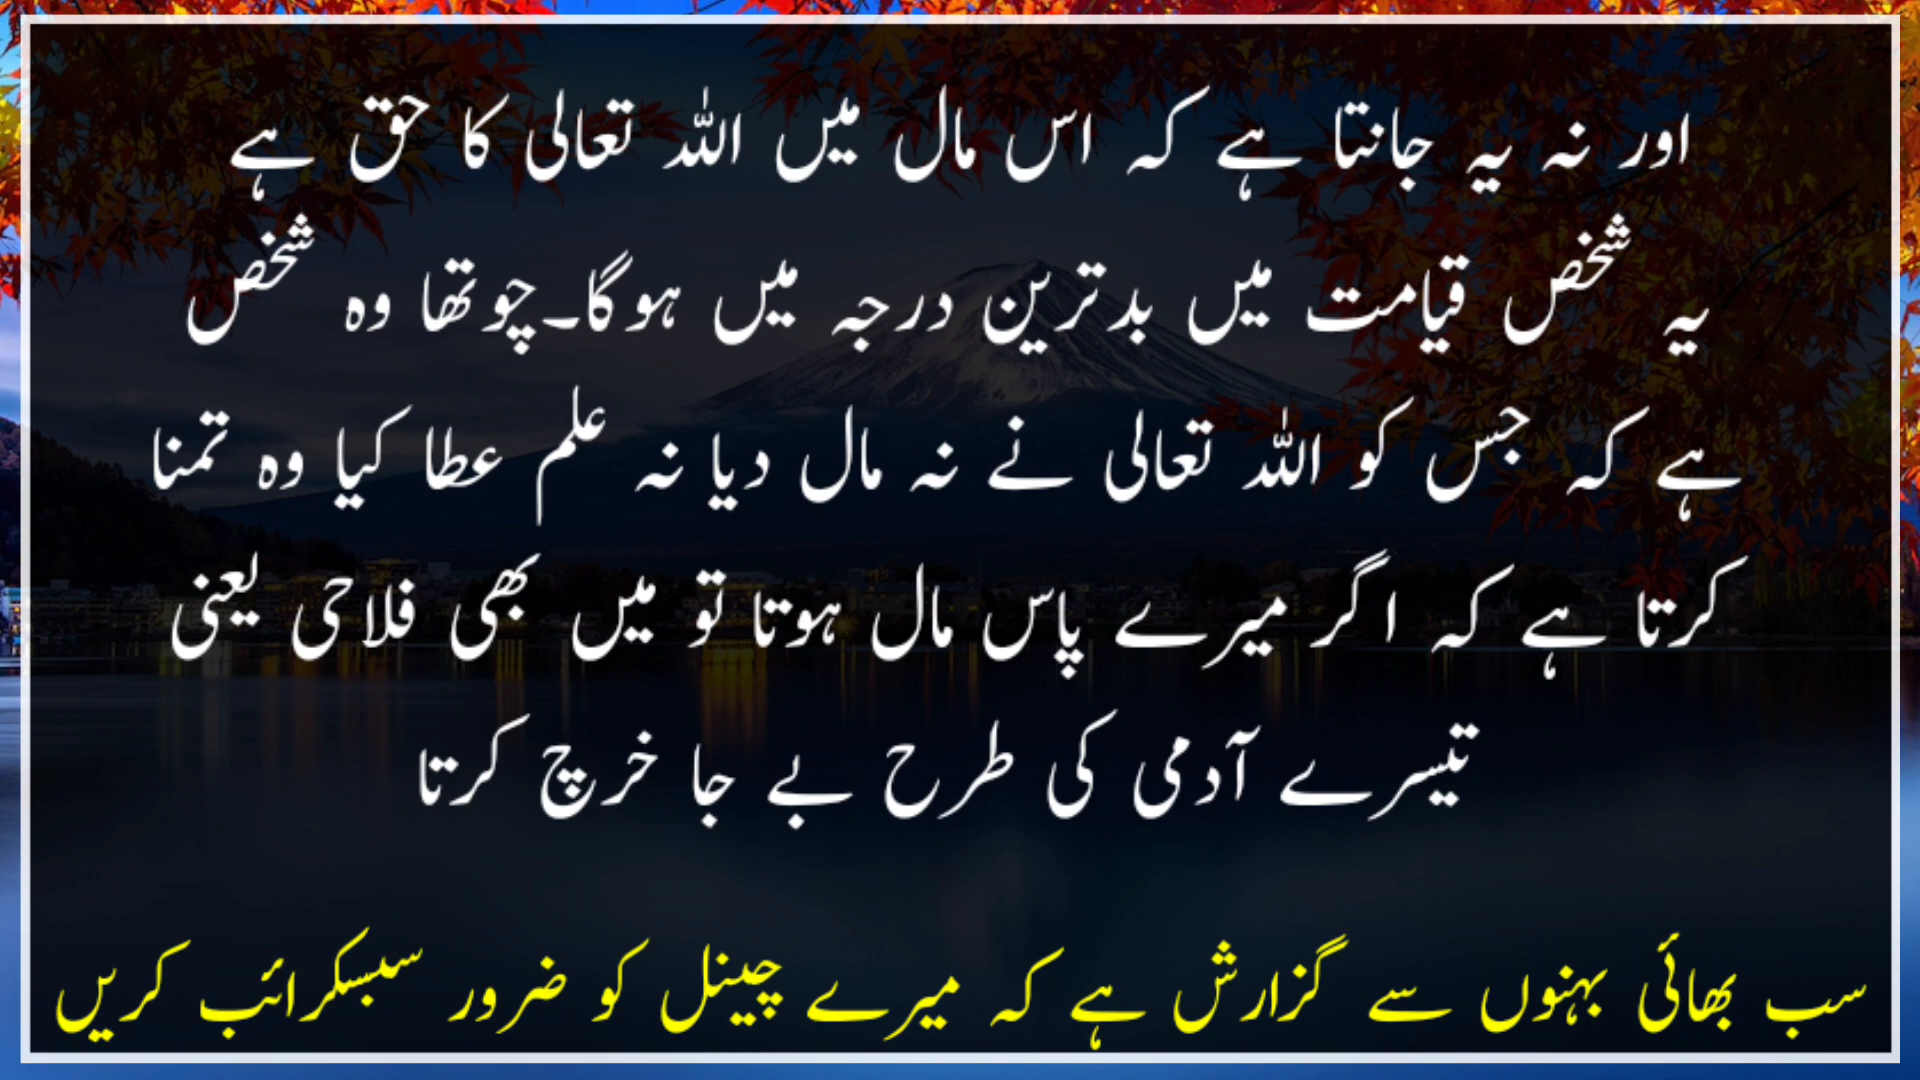 اور نہ یہ جانتا ہے کہ اس مال میں اللہ تعالی کا حق ہے
یہ شخص قیامت میں بدترین درجہ میں ہوگا۔چوتھا وہ شخص
ہے کہ جس کو اللہ تعالی نے نہ مال دیا نہ علم عطا کیا وہ تمنا
کرتا ہے کہ اگر میرے پاس مال ہوتا تو میں بھی فلاحی یعنی
تیسرے آدمی کی طرح بے جا خرچ کرتا
سب بھائی بہنوں سے گزارش ہے کہ میرے چینل کو ضرور سبسکرائب کریں